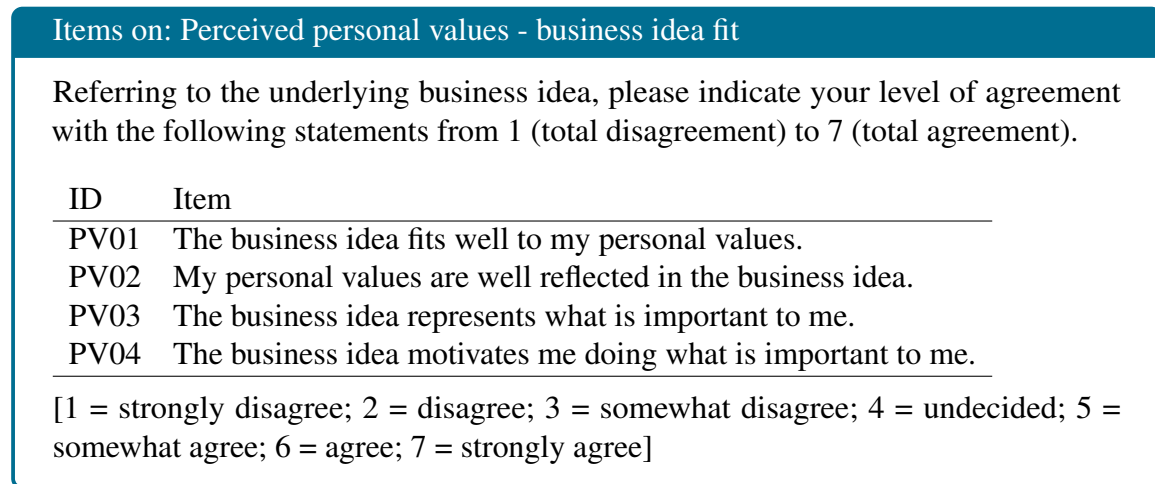 Items on: Perceived personal values - business idea fit
Referring to the underlying business idea, please indicate your level of agreement
with the following statements from 1 (total disagreement) to 7 (total agreement).
ID Item
PV01 The business idea fits well to my personal values.
PV02 My personal values are well reflected in the business idea.
PV03 The business idea represents what is important to me.
PV04 The business idea motivates me doing what is important to me.
[1 = strongly disagree; 2 = disagree; 3 = somewhat disagree; 4 = undecided; 5 =
somewhat agree; 6 = agree; 7 = strongly agree]